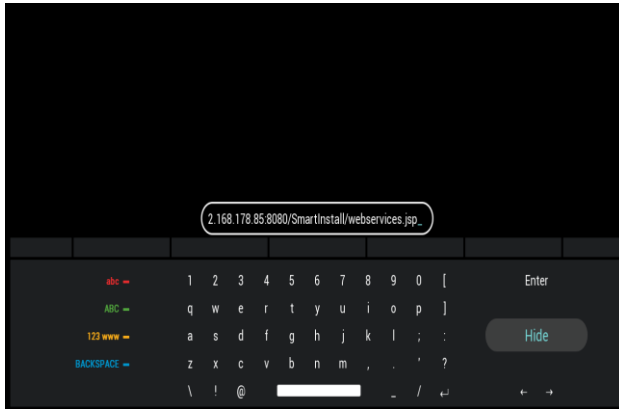 2.168.178.85:8080/SmartInstall/webservices.jsp_
abc 1 2 3 4 5 6 7 8 9 0 [ Enter
ABC q w e r t y u i o p ]
123 www a s d f g h j k l ; : Hide
BACKSPACE z x c v b n m , . ' ?
\ ! @ _ / ↵ ← →